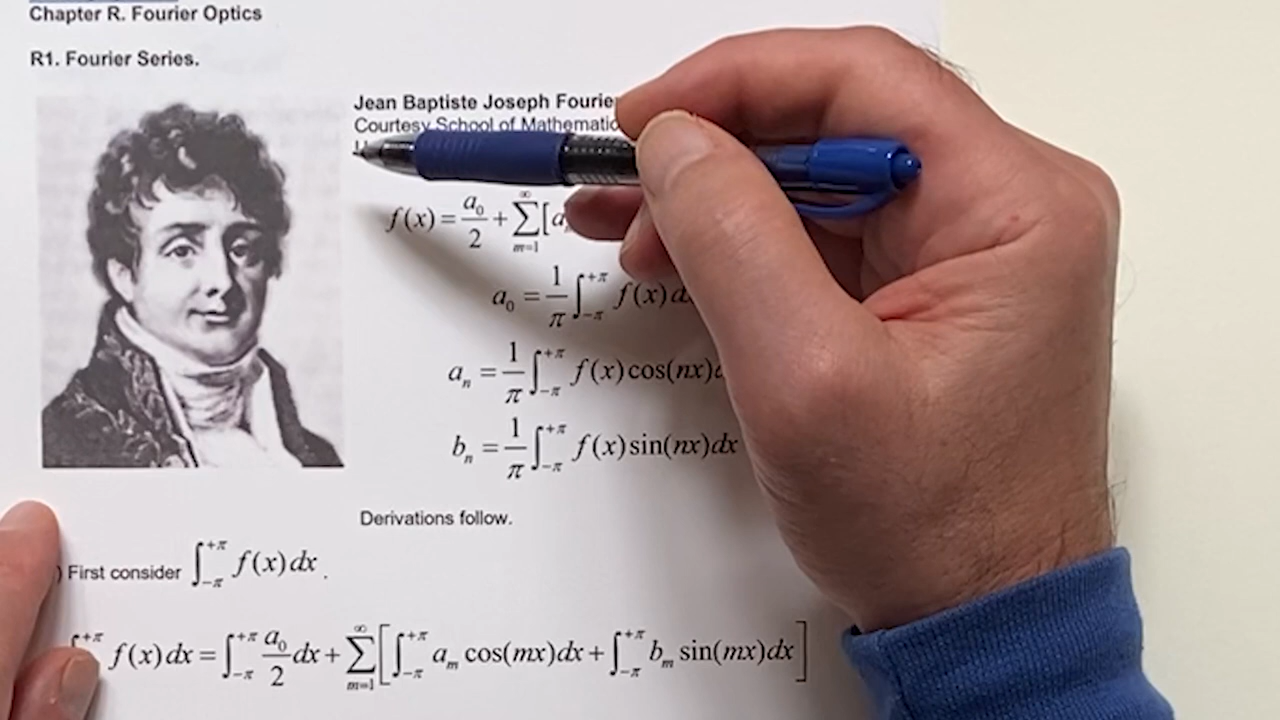 Chapter R. Fourier Optics
R1. Fourier Series.
Jean Baptiste Joseph Fourie
Courtesy School of Mathematic
f(x) = a₀/2 + ∑_{m=1}^{∞} [a
a₀ = 1/π ∫_{-π}^{+π} f(x)d
aₙ = 1/π ∫_{-π}^{+π} f(x)cos(nx)
bₙ = 1/π ∫_{-π}^{+π} f(x)sin(nx)dx
Derivations follow.
) First consider ∫_{-π}^{+π} f(x)dx .
∫^{+π} f(x)dx = ∫_{-π}^{+π} a₀/2 dx + ∑_{m=1}^{∞} [∫_{-π}^{+π} aₘ cos(mx)dx + ∫_{-π}^{+π} bₘ sin(mx)dx]